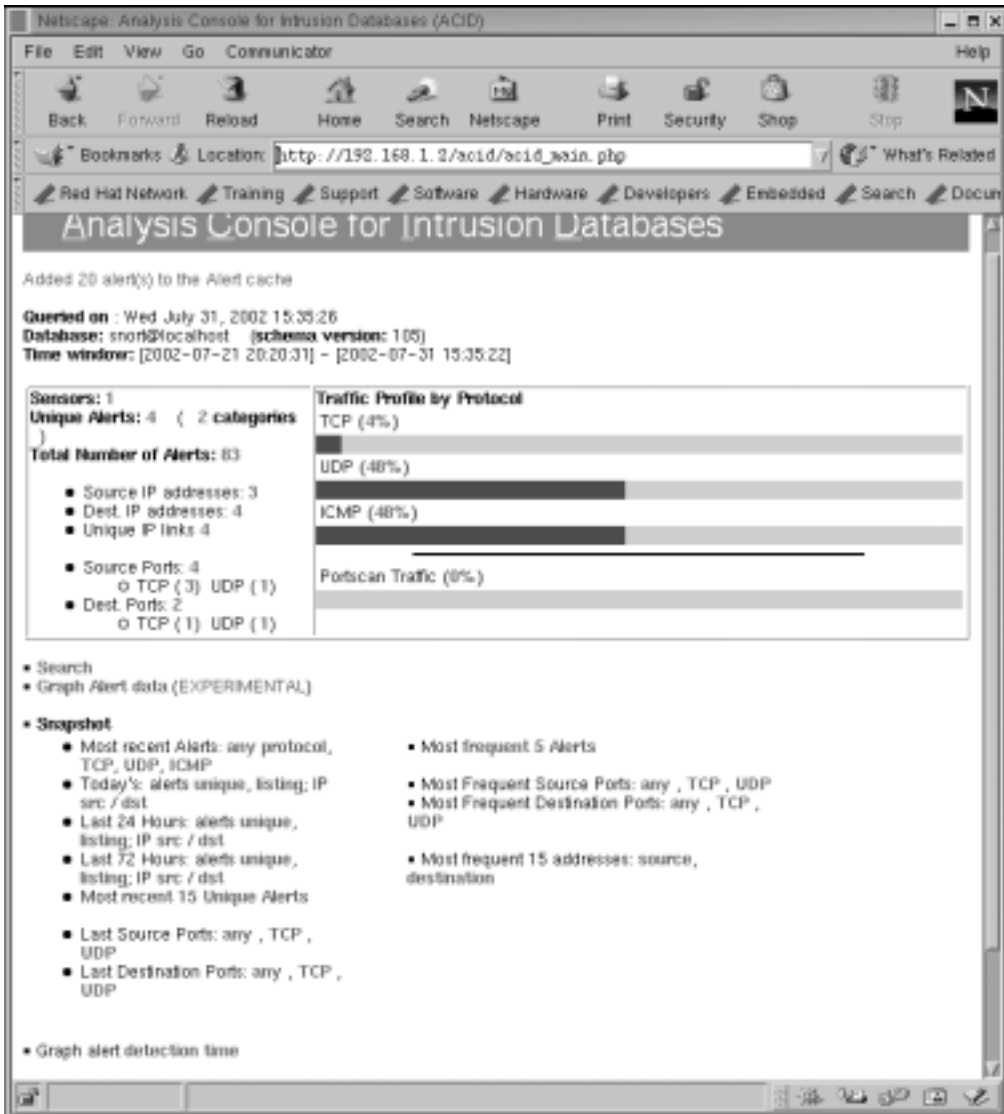 Netscape: Analysis Console for Intrusion Databases (ACID)
File Edit View Go Communicator Help
Back Forward Reload Home Search Netscape Print Security Shop Stop
N
Bookmarks Location: http://192.168.1.2/acid/acid_main.php What's Related
Red Hat Network Training Support Software Hardware Developers Embedded Search Docum
Analysis Console for Intrusion Databases
Added 20 alert(s) to the Alert cache
Queried on : Wed July 31, 2002 15:35:26
Database: snort@localhost (schema version: 105)
Time window: [2002-07-21 20:20:31] - [2002-07-31 15:35:22]
Sensors: 1
Unique Alerts: 4 ( 2 categories
)
Total Number of Alerts: 83
Source IP addresses: 3
Dest. IP addresses: 4
Unique IP links 4
Source Ports: 4
TCP ( 3) UDP ( 1)
Dest. Ports: 2
TCP ( 1) UDP ( 1)
Traffic Profile by Protocol
TCP (4%)
UDP (48%)
ICMP (48%)
Portscan Traffic (0%)
Search
Graph Alert data (EXPERIMENTAL)
Snapshot
Most recent Alerts: any protocol,
TCP, UDP, ICMP
Today's: alerts unique, listing; IP
src / dst
Last 24 Hours: alerts unique,
listing; IP src / dst
Last 72 Hours: alerts unique,
listing; IP src / dst
Most recent 15 Unique Alerts
Last Source Ports: any , TCP ,
UDP
Last Destination Ports: any , TCP ,
UDP
Most frequent 5 Alerts
Most Frequent Source Ports: any , TCP , UDP
Most Frequent Destination Ports: any , TCP ,
UDP
Most frequent 15 addresses: source,
destination
Graph alert detection time